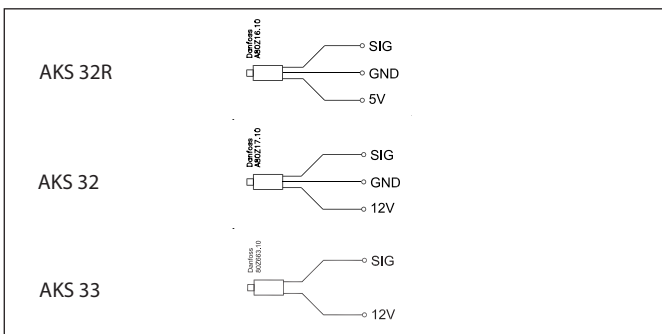 AKS 32R
Danfoss
A80Z16.10
SIG
GND
5V
AKS 32
Danfoss
A80Z17.10
SIG
GND
12V
AKS 33
Danfoss
80Z663.10
SIG
12V